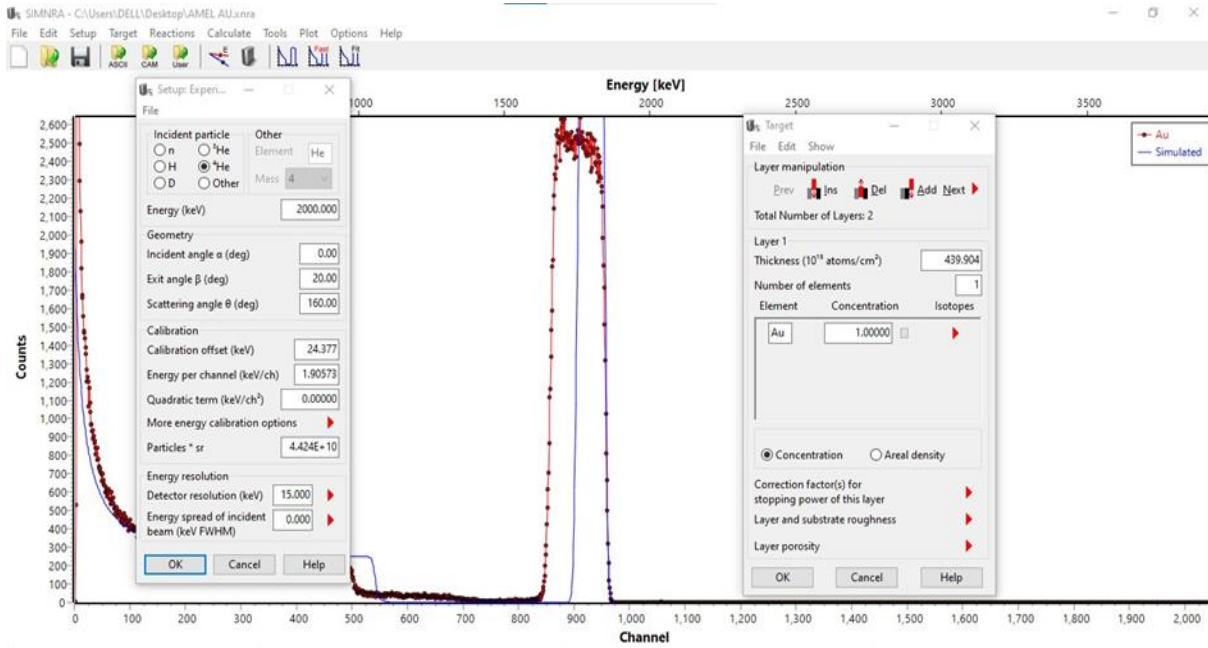 SIMNRA - C:\Users\DELL\Desktop\AMEL AU.xnra
File Edit Setup Target Reactions Calculate Tools Plot Options Help
ASCII CAM User E Fast Fit
Energy [keV]
1000 1500 2000 2500 3000 3500
Counts
2,600
2,500
2,400
2,300
2,200
2,100
2,000
1,900
1,800
1,700
1,600
1,500
1,400
1,300
1,200
1,100
1,000
900
800
700
600
500
400
300
200
100
0
0 100 200 300 400 500 600 700 800 900 1,000 1,100 1,200 1,300 1,400 1,500 1,600 1,700 1,800 1,900 2,000
Channel
Au
Simulated
Setup: Experi...
File
Incident particle Other
n ³He Element He
H ⁴He
D Other Mass 4
Energy (keV) 2000.000
Geometry
Incident angle α (deg) 0.00
Exit angle β (deg) 20.00
Scattering angle θ (deg) 160.00
Calibration
Calibration offset (keV) 24.377
Energy per channel (keV/ch) 1.90573
Quadratic term (keV/ch²) 0.00000
More energy calibration options
Particles * sr 4.424E+10
Energy resolution
Detector resolution (keV) 15.000
Energy spread of incident 0.000
beam (keV FWHM)
OK Cancel Help
Target
File Edit Show
Layer manipulation
Prev Ins Del Add Next
Total Number of Layers: 2
Layer 1
Thickness (10¹⁵ atoms/cm²) 439.904
Number of elements 1
Element Concentration Isotopes
Au 1.00000
Concentration Areal density
Correction factor(s) for
stopping power of this layer
Layer and substrate roughness
Layer porosity
OK Cancel Help